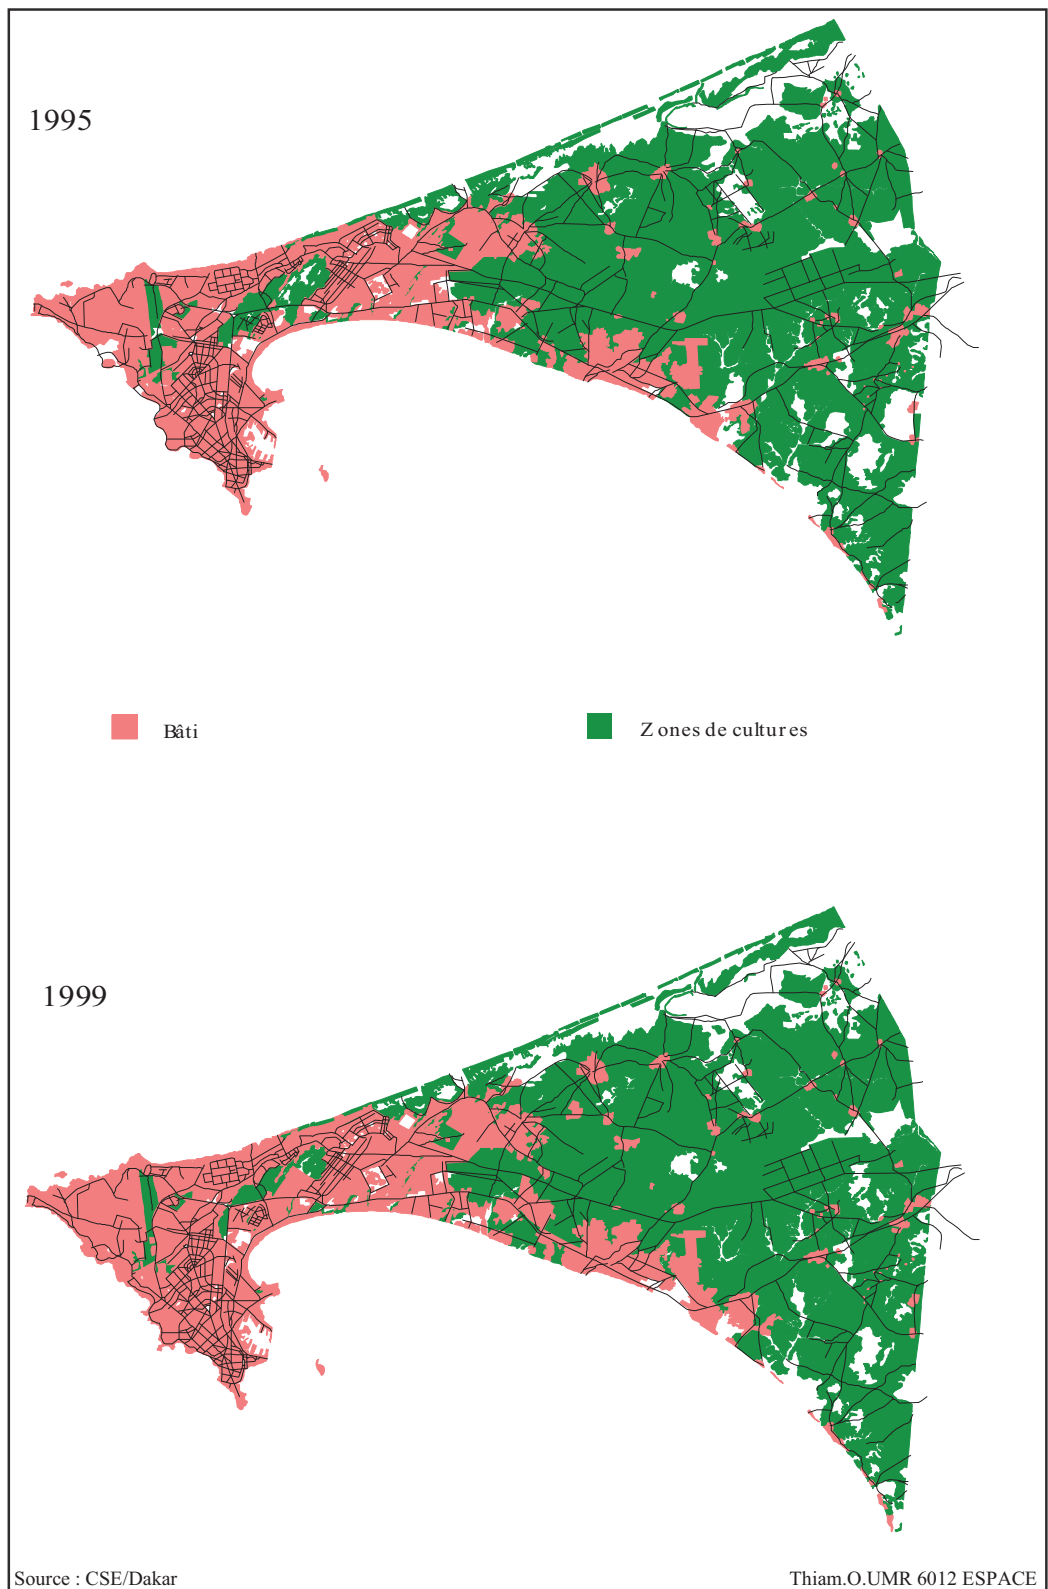 1995
Bâti
Zones de cultures
1999
Source : CSE/Dakar
Thiam.O.UMR 6012 ESPACE